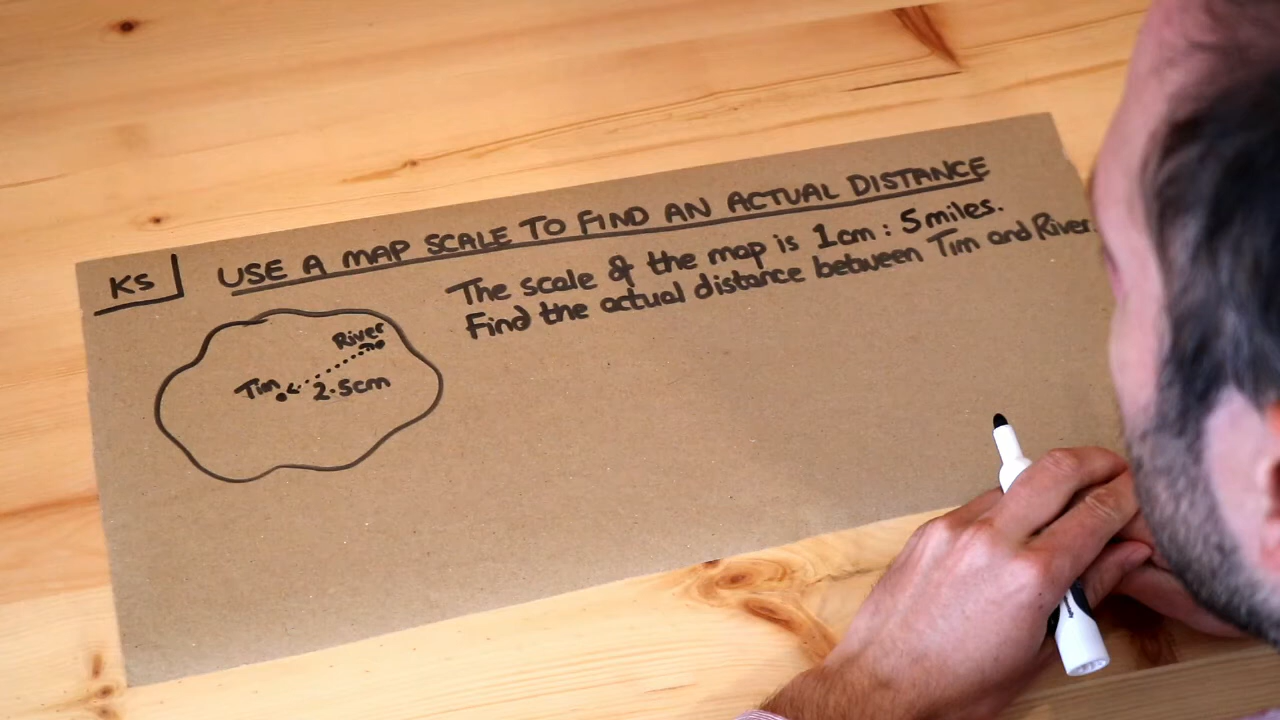 KS
USE A MAP SCALE TO FIND AN ACTUAL DISTANCE
The scale of the map is 1cm : 5 miles.
Find the actual distance between Tim and River.
River
Tim
2.5cm